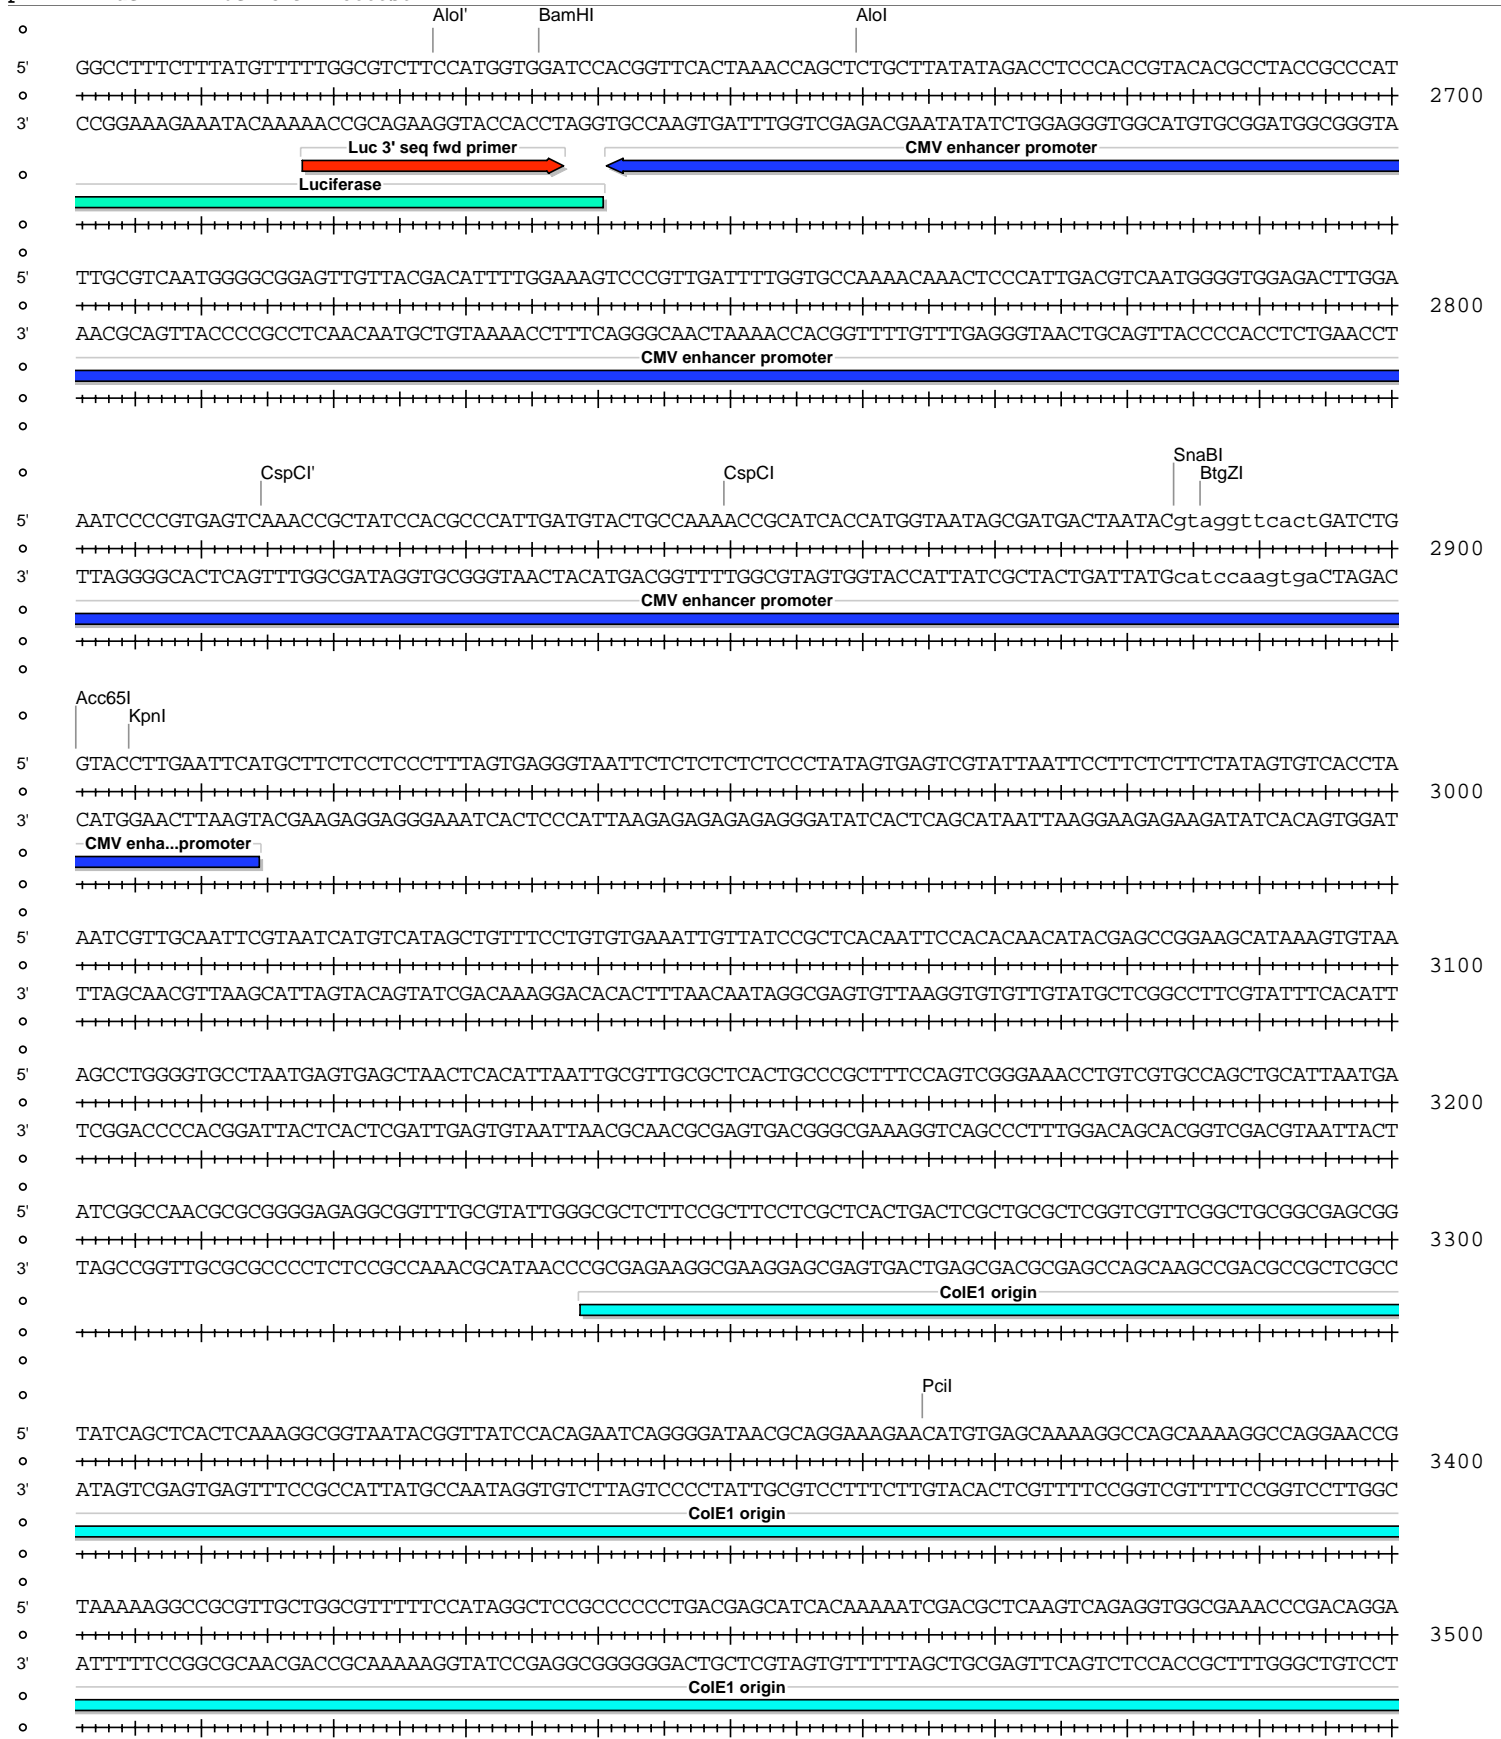 AloI' BamHI AloI
5' GGCCTTTCTTTATGTTTTTGGCGTCTTCCATGGTGGATCCACGGTTCACTAAACCAGCTCTGCTTATATAGACCTCCCACCGTACACGCCTACCGCCCAT
2700
3' CCGGAAAGAAATACAAAAACCGCAGAAGGTACCACCTAGGTGCCAAGTGATTTGGTCGAGACGAATATATCTGGAGGGTGGCATGTGCGGATGGCGGGTA
Luc 3' seq fwd primer CMV enhancer promoter
Luciferase
5' TTGCGTCAATGGGGCGGAGTTGTTACGACATTTTGGAAAGTCCCGTTGATTTTGGTGCCAAAACAAACTCCCATTGACGTCAATGGGGTGGAGACTTGGA
2800
3' AACGCAGTTACCCCGCCTCAACAATGCTGTAAAACCTTTCAGGGCAACTAAAACCACGGTTTTGTTTGAGGGTAACTGCAGTTACCCCACCTCTGAACCT
CMV enhancer promoter
SnaBI
CspCI' CspCI BtgZI
5' AATCCCCGTGAGTCAAACCGCTATCCACGCCCATTGATGTACTGCCAAAACCGCATCACCATGGTAATAGCGATGACTAATACgtaggttcactGATCTG
2900
3' TTAGGGGCACTCAGTTTGGCGATAGGTGCGGGTAACTACATGACGGTTTTGGCGTAGTGGTACCATTATCGCTACTGATTATGcatccaagtgaCTAGAC
CMV enhancer promoter
Acc65I
KpnI
5' GTACCTTGAATTCATGCTTCTCCTCCCTTTAGTGAGGGTAATTCTCTCTCTCTCCCTATAGTGAGTCGTATTAATTCCTTCTCTTCTATAGTGTCACCTA
3000
3' CATGGAACTTAAGTACGAAGAGGAGGGAAATCACTCCCATTAAGAGAGAGAGAGGGATATCACTCAGCATAATTAAGGAAGAGAAGATATCACAGTGGAT
CMV enha...promoter
5' AATCGTTGCAATTCGTAATCATGTCATAGCTGTTTCCTGTGTGAAATTGTTATCCGCTCACAATTCCACACAACATACGAGCCGGAAGCATAAAGTGTAA
3100
3' TTAGCAACGTTAAGCATTAGTACAGTATCGACAAAGGACACACTTTAACAATAGGCGAGTGTTAAGGTGTGTTGTATGCTCGGCCTTCGTATTTCACATT
5' AGCCTGGGGTGCCTAATGAGTGAGCTAACTCACATTAATTGCGTTGCGCTCACTGCCCGCTTTCCAGTCGGGAAACCTGTCGTGCCAGCTGCATTAATGA
3200
3' TCGGACCCCACGGATTACTCACTCGATTGAGTGTAATTAACGCAACGCGAGTGACGGGCGAAAGGTCAGCCCTTTGGACAGCACGGTCGACGTAATTACT
5' ATCGGCCAACGCGCGGGGAGAGGCGGTTTGCGTATTGGGCGCTCTTCCGCTTCCTCGCTCACTGACTCGCTGCGCTCGGTCGTTCGGCTGCGGCGAGCGG
3300
3' TAGCCGGTTGCGCGCCCCTCTCCGCCAAACGCATAACCCGCGAGAAGGCGAAGGAGCGAGTGACTGAGCGACGCGAGCCAGCAAGCCGACGCCGCTCGCC
ColE1 origin
PciI
5' TATCAGCTCACTCAAAGGCGGTAATACGGTTATCCACAGAATCAGGGGATAACGCAGGAAAGAACATGTGAGCAAAAGGCCAGCAAAAGGCCAGGAACCG
3400
3' ATAGTCGAGTGAGTTTCCGCCATTATGCCAATAGGTGTCTTAGTCCCCTATTGCGTCCTTTCTTGTACACTCGTTTTCCGGTCGTTTTCCGGTCCTTGGC
ColE1 origin
5' TAAAAAGGCCGCGTTGCTGGCGTTTTTCCATAGGCTCCGCCCCCCTGACGAGCATCACAAAAATCGACGCTCAAGTCAGAGGTGGCGAAACCCGACAGGA
3500
3' ATTTTTCCGGCGCAACGACCGCAAAAAGGTATCCGAGGCGGGGGGACTGCTCGTAGTGTTTTTAGCTGCGAGTTCAGTCTCCACCGCTTTGGGCTGTCCT
ColE1 origin